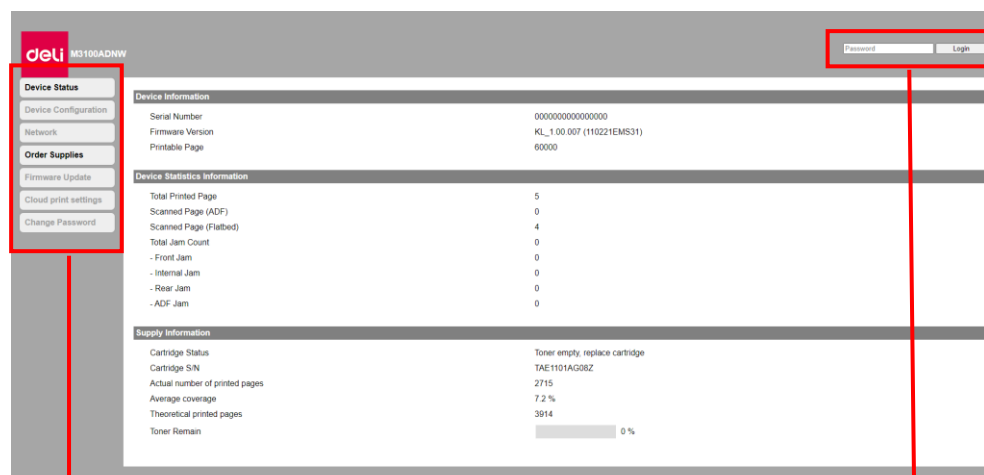 deli M3100ADNW
Password Login
Device Status
Device Configuration
Network
Order Supplies
Firmware Update
Cloud print settings
Change Password
Device Information
Serial Number 0000000000000000
Firmware Version KL_1.00.007 (110221EMS31)
Printable Page 60000
Device Statistics Information
Total Printed Page 5
Scanned Page (ADF) 0
Scanned Page (Flatbed) 4
Total Jam Count 0
- Front Jam 0
- Internal Jam 0
- Rear Jam 0
- ADF Jam 0
Supply Information
Cartridge Status Toner empty, replace cartridge
Cartridge S/N TAE1101AG08Z
Actual number of printed pages 2715
Average coverage 7.2 %
Theoretical printed pages 3914
Toner Remain 0 %